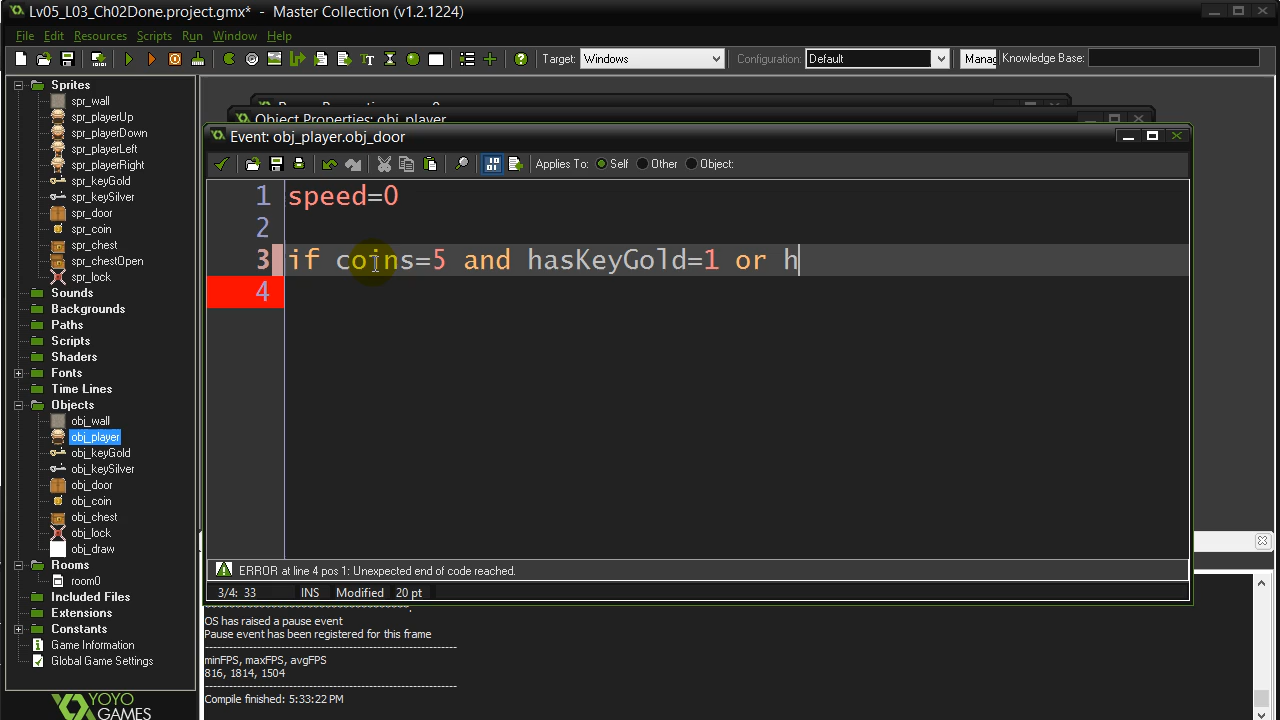 Lv05_L03_Ch02Done.project.gmx* - Master Collection (v1.2.1224)
File Edit Resources Scripts Run Window Help
Target: Windows Configuration: Default Manag Knowledge Base:
Sprites
spr_wall
spr_playerUp
spr_playerDown
spr_playerLeft
spr_playerRight
spr_keyGold
spr_keySilver
spr_door
spr_coin
spr_chest
spr_chestOpen
spr_lock
Sounds
Backgrounds
Paths
Scripts
Shaders
Fonts
Time Lines
Objects
obj_wall
obj_player
obj_keyGold
obj_keySilver
obj_door
obj_coin
obj_chest
obj_lock
obj_draw
Rooms
room0
Included Files
Extensions
Constants
Game Information
Global Game Settings
YOYO
GAMES
Object Properties: obj_player
Event: obj_player.obj_door
Applies To: Self Other Object:
1 speed=0
2
3 if coins=5 and hasKeyGold=1 or h
4
ERROR at line 4 pos 1: Unexpected end of code reached.
3/4: 33 INS Modified 20 pt
OS has raised a pause event
Pause event has been registered for this frame
minFPS, maxFPS, avgFPS
816, 1814, 1504
Compile finished: 5:33:22 PM